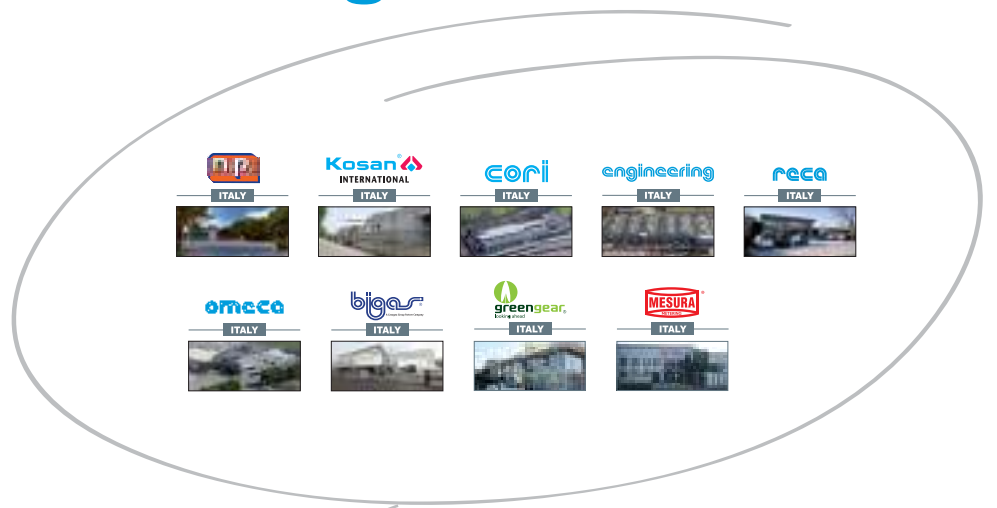 n.p.
Kosan®
INTERNATIONAL
cori
engineering
reca
ITALY
ITALY
ITALY
ITALY
ITALY
omeca
bigas
greengear®
looking ahead
MESURA®
ITALY
ITALY
ITALY
ITALY